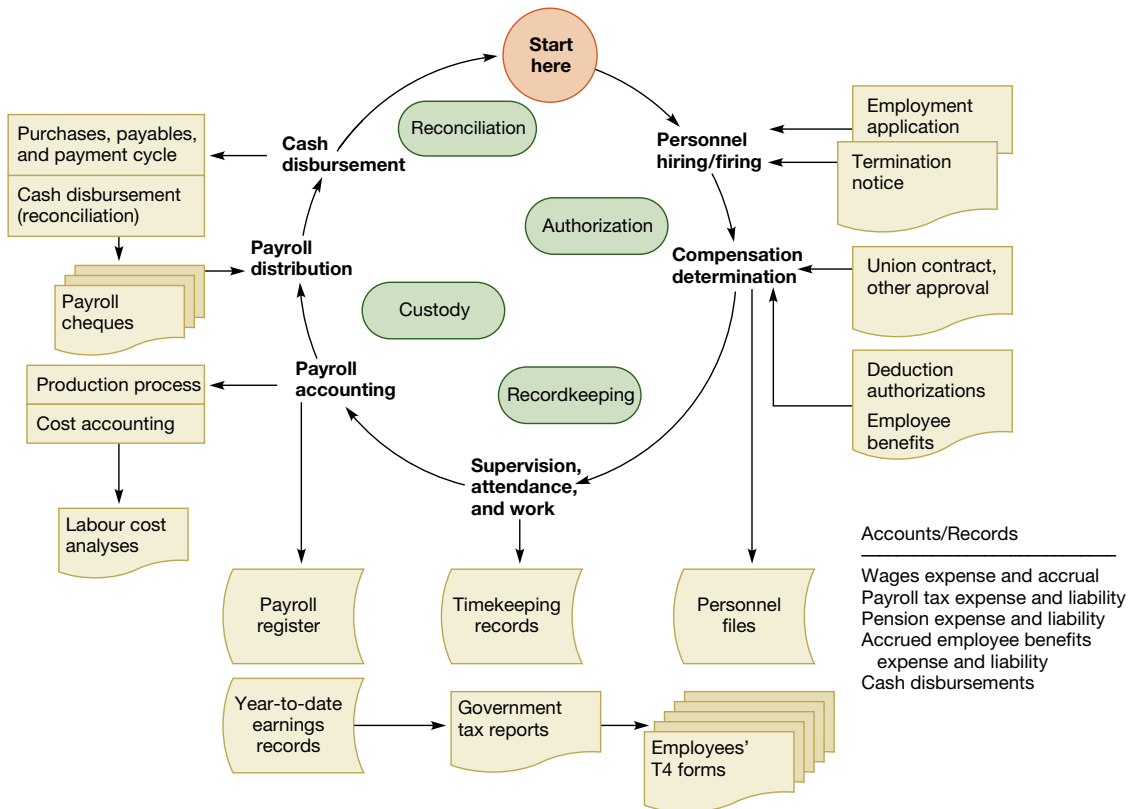 Start
here
Reconciliation
Cash
disbursement
Purchases, payables,
and payment cycle
Cash disbursement
(reconciliation)
Payroll
distribution
Payroll
cheques
Custody
Payroll
accounting
Production process
Cost accounting
Labour cost
analyses
Personnel
hiring/firing
Employment
application
Termination
notice
Authorization
Compensation
determination
Union contract,
other approval
Deduction
authorizations
Employee
benefits
Recordkeeping
Supervision,
attendance,
and work
Payroll
register
Timekeeping
records
Personnel
files
Year-to-date
earnings
records
Government
tax reports
Employees'
T4 forms
Accounts/Records
Wages expense and accrual
Payroll tax expense and liability
Pension expense and liability
Accrued employee benefits
expense and liability
Cash disbursements